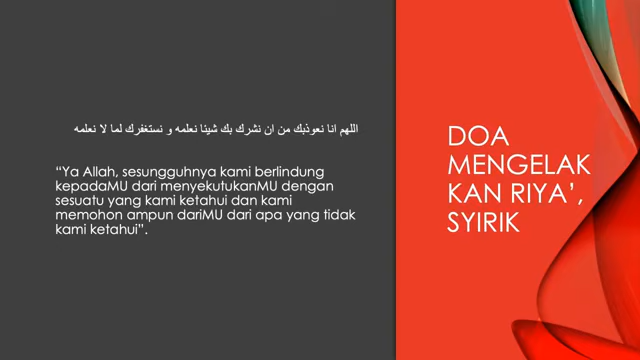 اللهم انا نعوذبك من ان نشرك بك شيئا نعلمه و نستغفرك لما لا نعلمه
“Ya Allah, sesungguhnya kami berlindung
kepadaMU dari menyekutukanMU dengan
sesuatu yang kami ketahui dan kami
memohon ampun dariMU dari apa yang tidak
kami ketahui”.
DOA
MENGELAK
KAN RIYA’,
SYIRIK